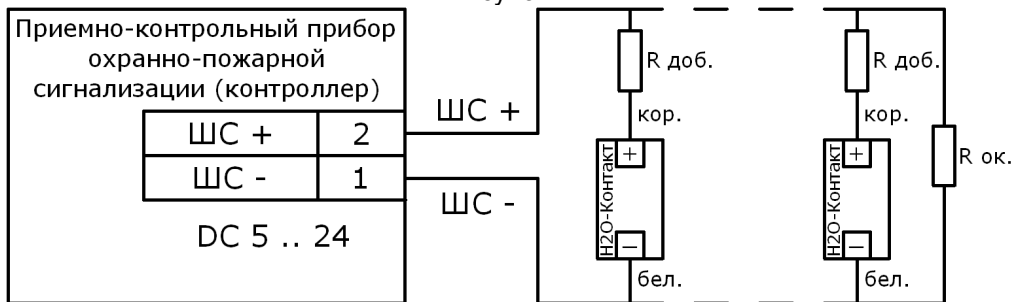 Приемно-контрольный прибор
охранно-пожарной
сигнализации (контроллер)
ШС + 2
ШС - 1
DC 5 .. 24
ШС +
ШС -
R доб.
кор.
H2O-Контакт
+
−
бел.
R доб.
кор.
H2O-Контакт
+
−
бел.
R ок.